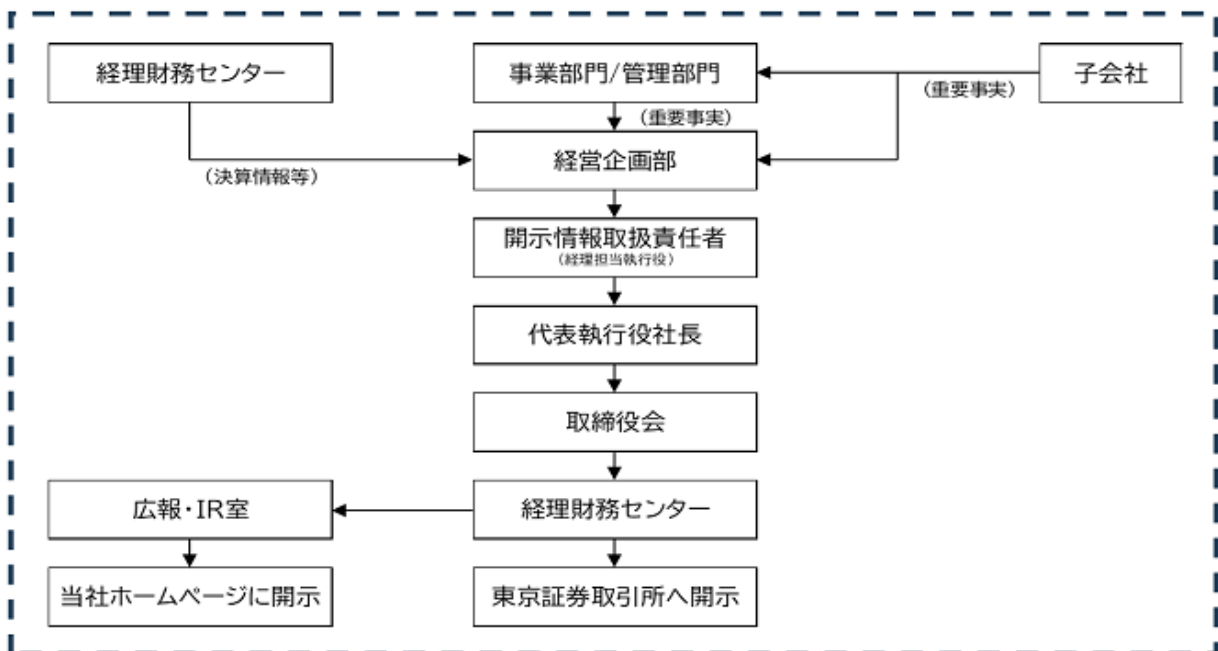 経理財務センター
事業部門/管理部門
子会社
(重要事実)
(重要事実)
経営企画部
(決算情報等)
開示情報取扱責任者
(経理担当執行役)
代表執行役社長
取締役会
広報・IR室
経理財務センター
当社ホームページに開示
東京証券取引所へ開示